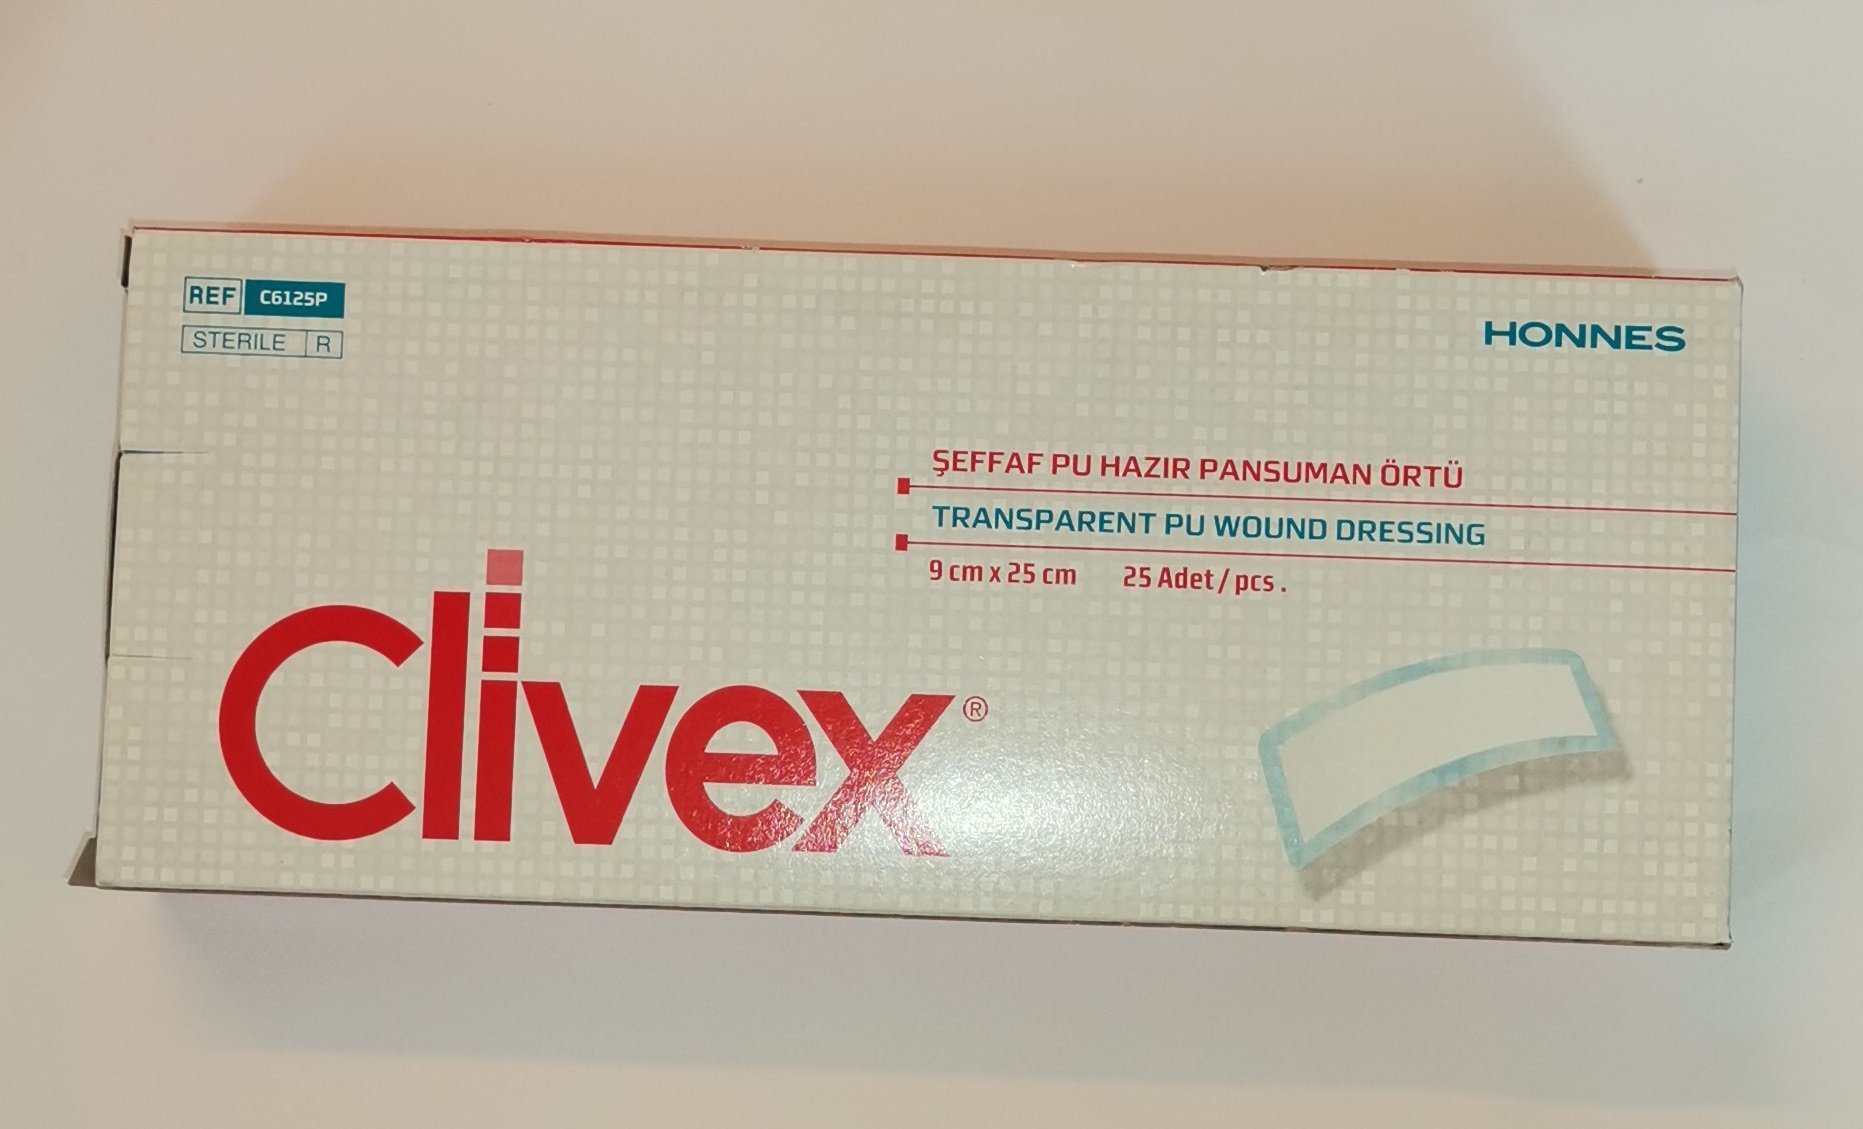 REF C6125P
STERILE R
HONNES
ŞEFFAF PU HAZIR PANSUMAN ÖRTÜ
TRANSPARENT PU WOUND DRESSING
9 cm x 25 cm 25 Adet / pcs .
Clivex®